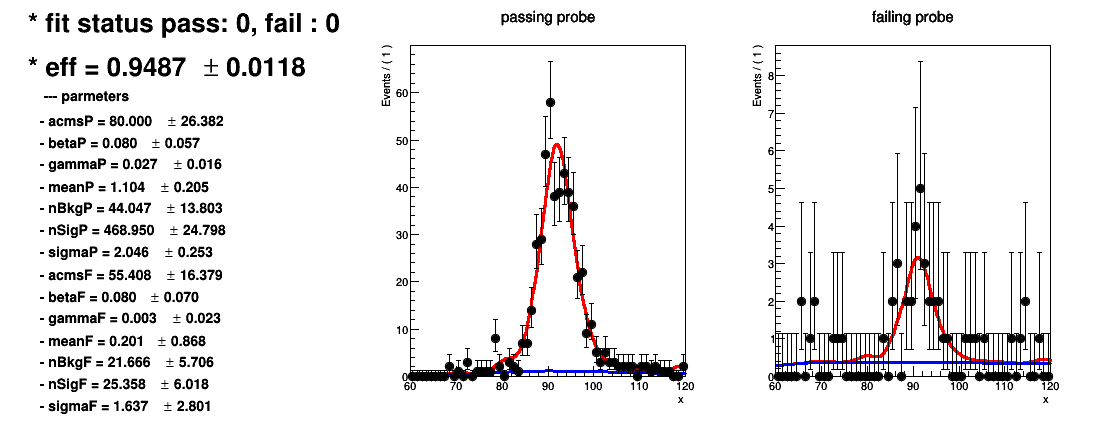 * fit status pass: 0, fail : 0
* eff = 0.9487 ± 0.0118
--- parmeters
- acmsP = 80.000 ± 26.382
- betaP = 0.080 ± 0.057
- gammaP = 0.027 ± 0.016
- meanP = 1.104 ± 0.205
- nBkgP = 44.047 ± 13.803
- nSigP = 468.950 ± 24.798
- sigmaP = 2.046 ± 0.253
- acmsF = 55.408 ± 16.379
- betaF = 0.080 ± 0.070
- gammaF = 0.003 ± 0.023
- meanF = 0.201 ± 0.868
- nBkgF = 21.666 ± 5.706
- nSigF = 25.358 ± 6.018
- sigmaF = 1.637 ± 2.801
passing probe
Events / ( 1 )
60
50
40
30
20
10
0
60 70 80 90 100 110 120
x
failing probe
Events / ( 1 )
8
7
6
5
4
3
2
1
0
60 70 80 90 100 110 120
x